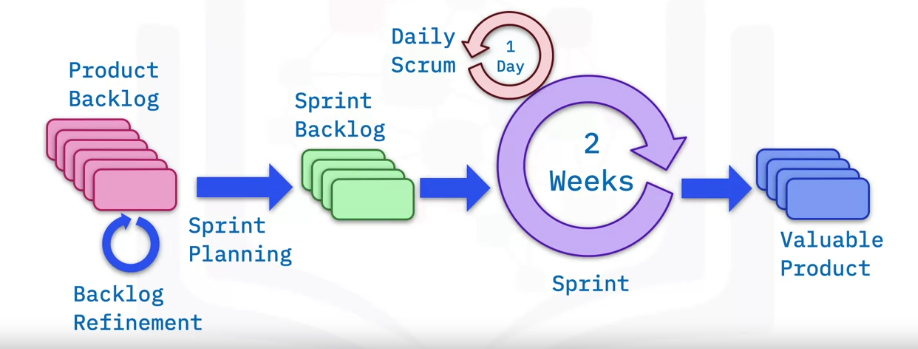 Product
Backlog
Backlog
Refinement
Sprint
Planning
Sprint
Backlog
Daily
Scrum
1
Day
2
Weeks
Sprint
Valuable
Product